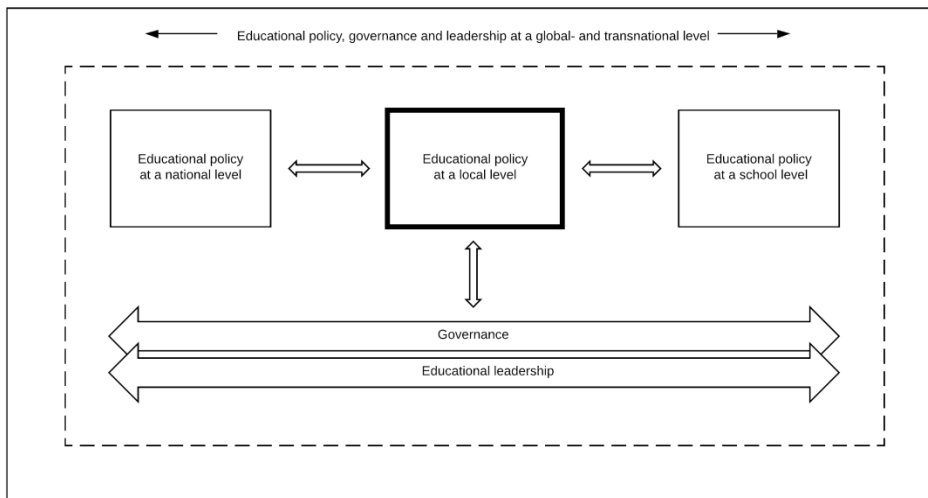 Educational policy, governance and leadership at a global- and transnational level
Educational policy
at a national level
Educational policy
at a local level
Educational policy
at a school level
Governance
Educational leadership